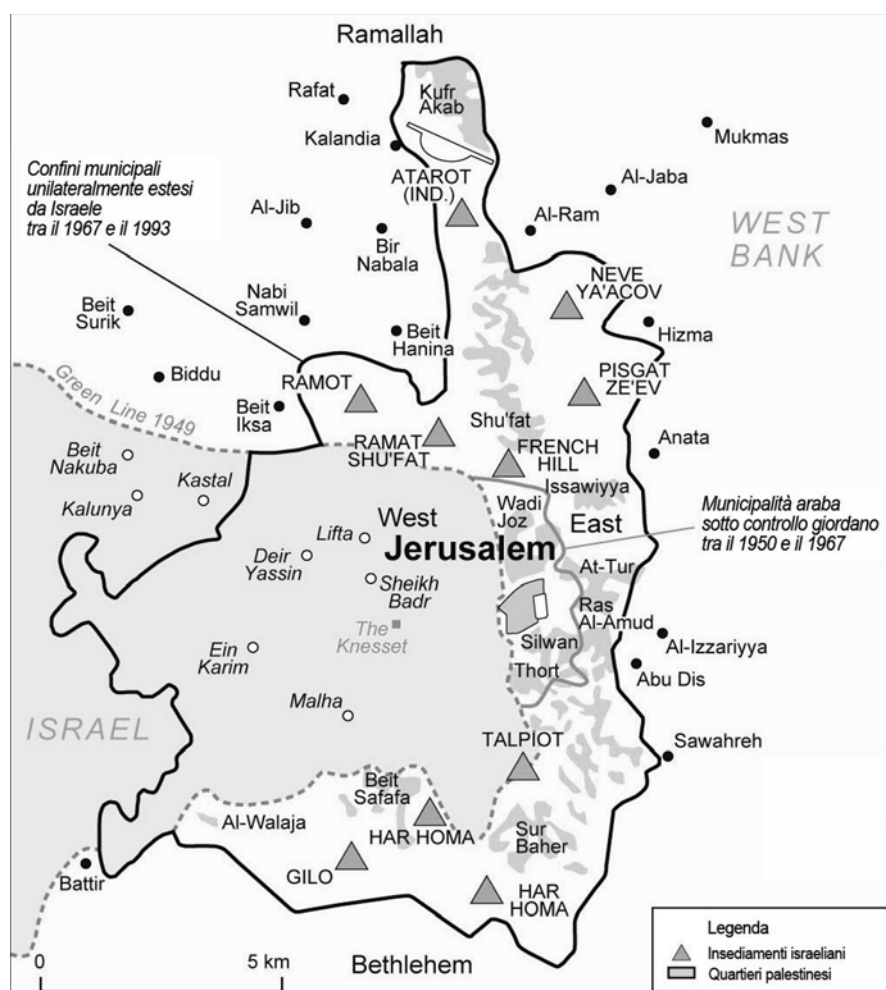 Ramallah
Rafat
Kufr
Akab
Mukmas
Kalandia
Confini municipali
unilateralmente estesi
da Israele
tra il 1967 e il 1993
ATAROT
(IND.)
Al-Jaba
Al-Jib
Al-Ram
WEST
BANK
Bir
Nabala
NEVE
YA'ACOV
Nabi
Samwil
Beit
Surik
Beit
Hanina
Hizma
Biddu
RAMOT
PISGAT
ZE'EV
Green Line 1949
Beit
Iksa
Shu'fat
RAMAT
SHU'FAT
FRENCH
HILL
Anata
Beit
Nakuba
Kastal
Kalunya
Issawiyya
Wadi
Joz
Municipalità araba
sotto controllo giordano
tra il 1950 e il 1967
West
East
Jerusalem
Lifta
Deir
Yassin
At-Tur
Sheikh
Badr
Ras
Al-Amud
The
Knesset
Silwan
Al-Izzariyya
Ein
Karim
Thort
Abu Dis
Malha
ISRAEL
TALPIOT
Sawahreh
Beit
Safafa
Al-Walaja
HAR HOMA
Sur
Baher
Battir
GILO
HAR
HOMA
Legenda
Insediamenti israeliani
Quartieri palestinesi
0
5 km
Bethlehem